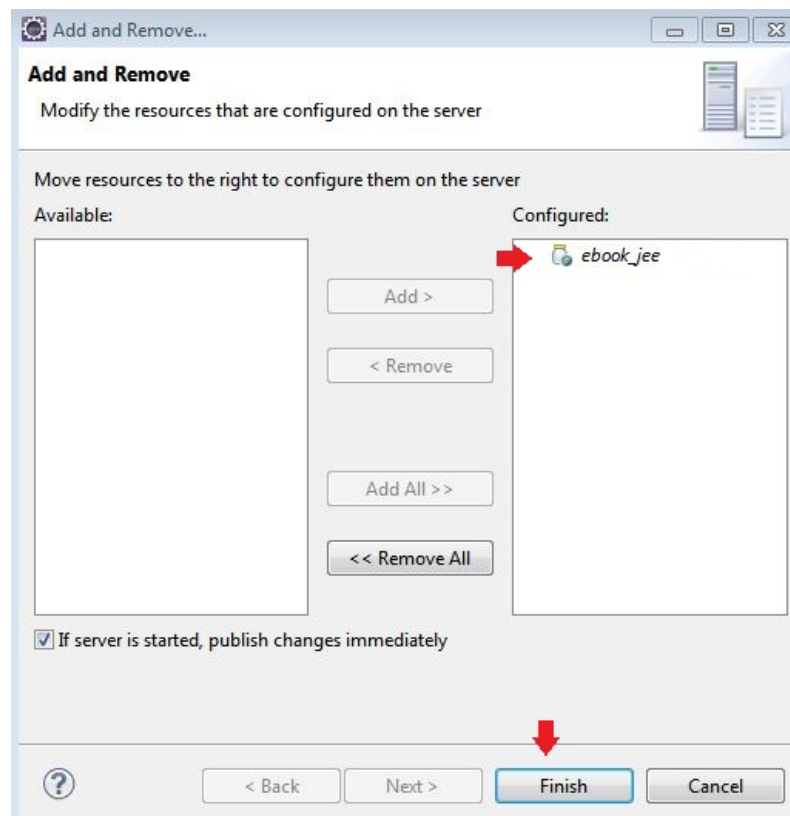 Add and Remove...
Add and Remove
Modify the resources that are configured on the server
Move resources to the right to configure them on the server
Available:
Configured:
ebook_jee
Add >
< Remove
Add All >>
<< Remove All
If server is started, publish changes immediately
?
< Back
Next >
Finish
Cancel